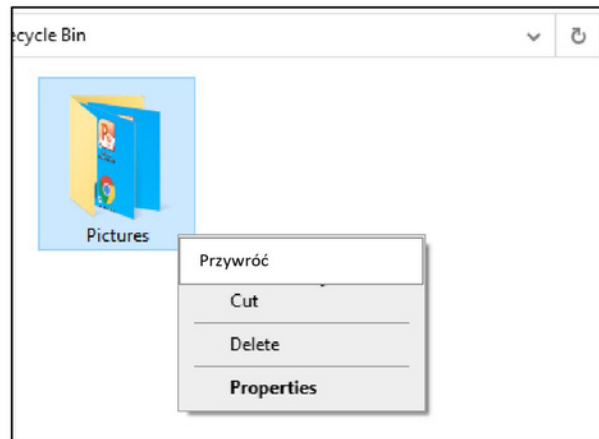 ecycle Bin
Pictures
Przywróć
Cut
Delete
Properties